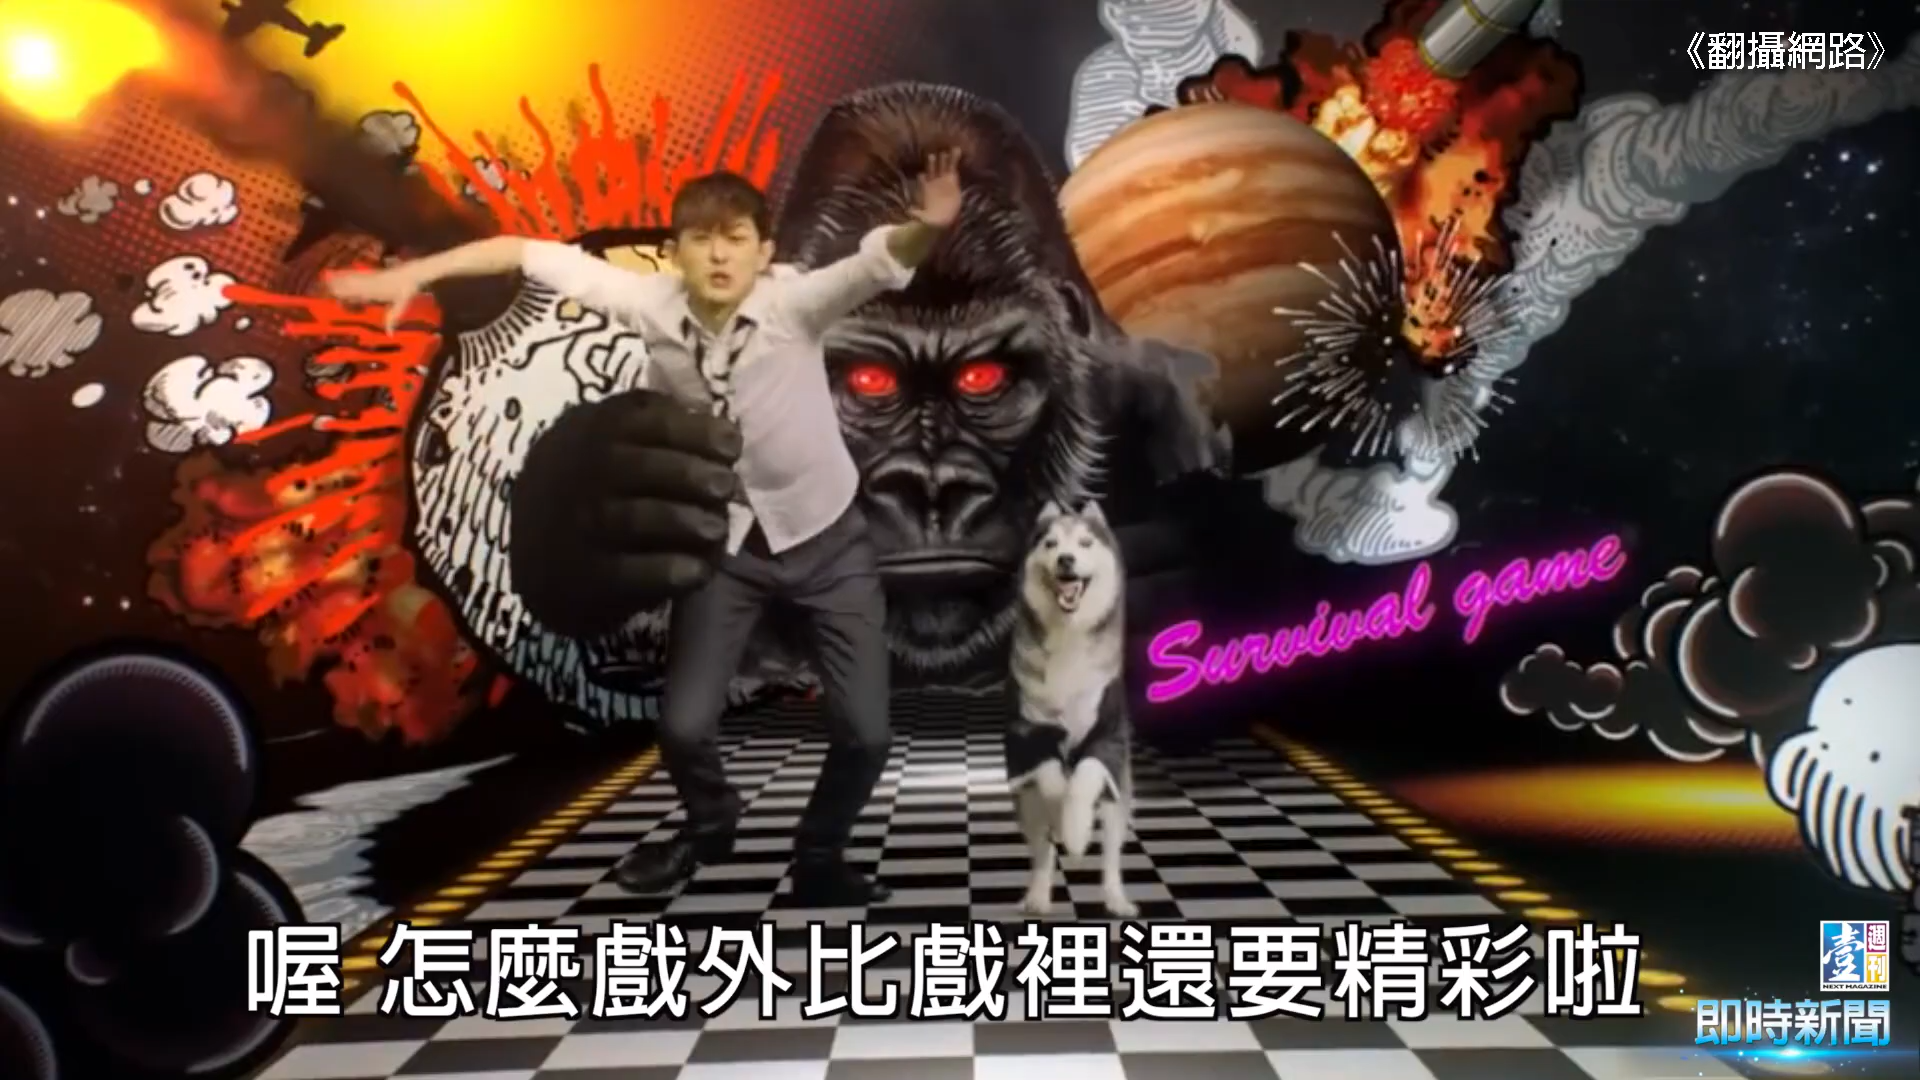 《翻攝網路》
Survival game
喔 怎麼戲外比戲裡還要精彩啦
壹週刊
NEXT MAGAZINE
即時新聞